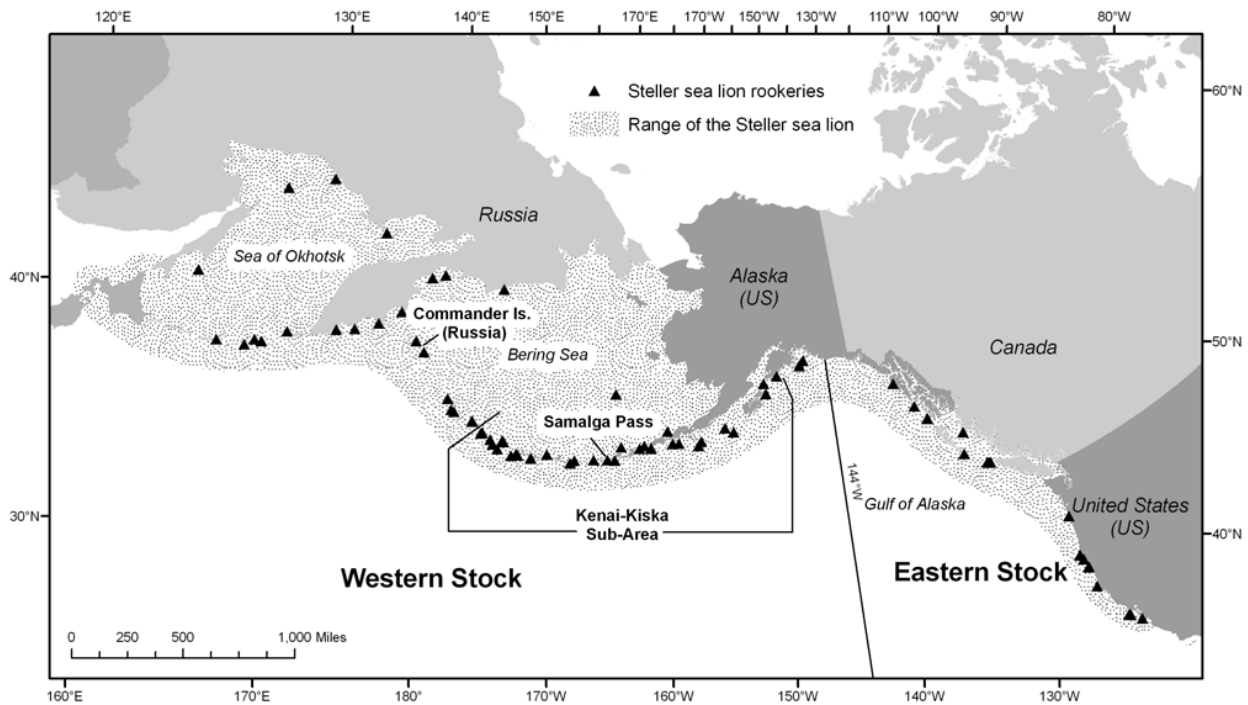 120°E 130°E 140°E 150°E 160°E 170°E 170°W 160°W 150°W 140°W 130°W 110°W 100°W 90°W 80°W
Steller sea lion rookeries
60°N
Range of the Steller sea lion
Russia
Sea of Okhotsk
40°N
Alaska
(US)
Commander Is.
(Russia)
50°N
Bering Sea
Canada
Samalga Pass
144°W
Gulf of Alaska
United States
(US)
30°N
Kenai-Kiska
Sub-Area
40°N
Western Stock
Eastern Stock
0 250 500 1,000 Miles
160°E 170°E 180° 170°W 160°W 150°W 140°W 130°W